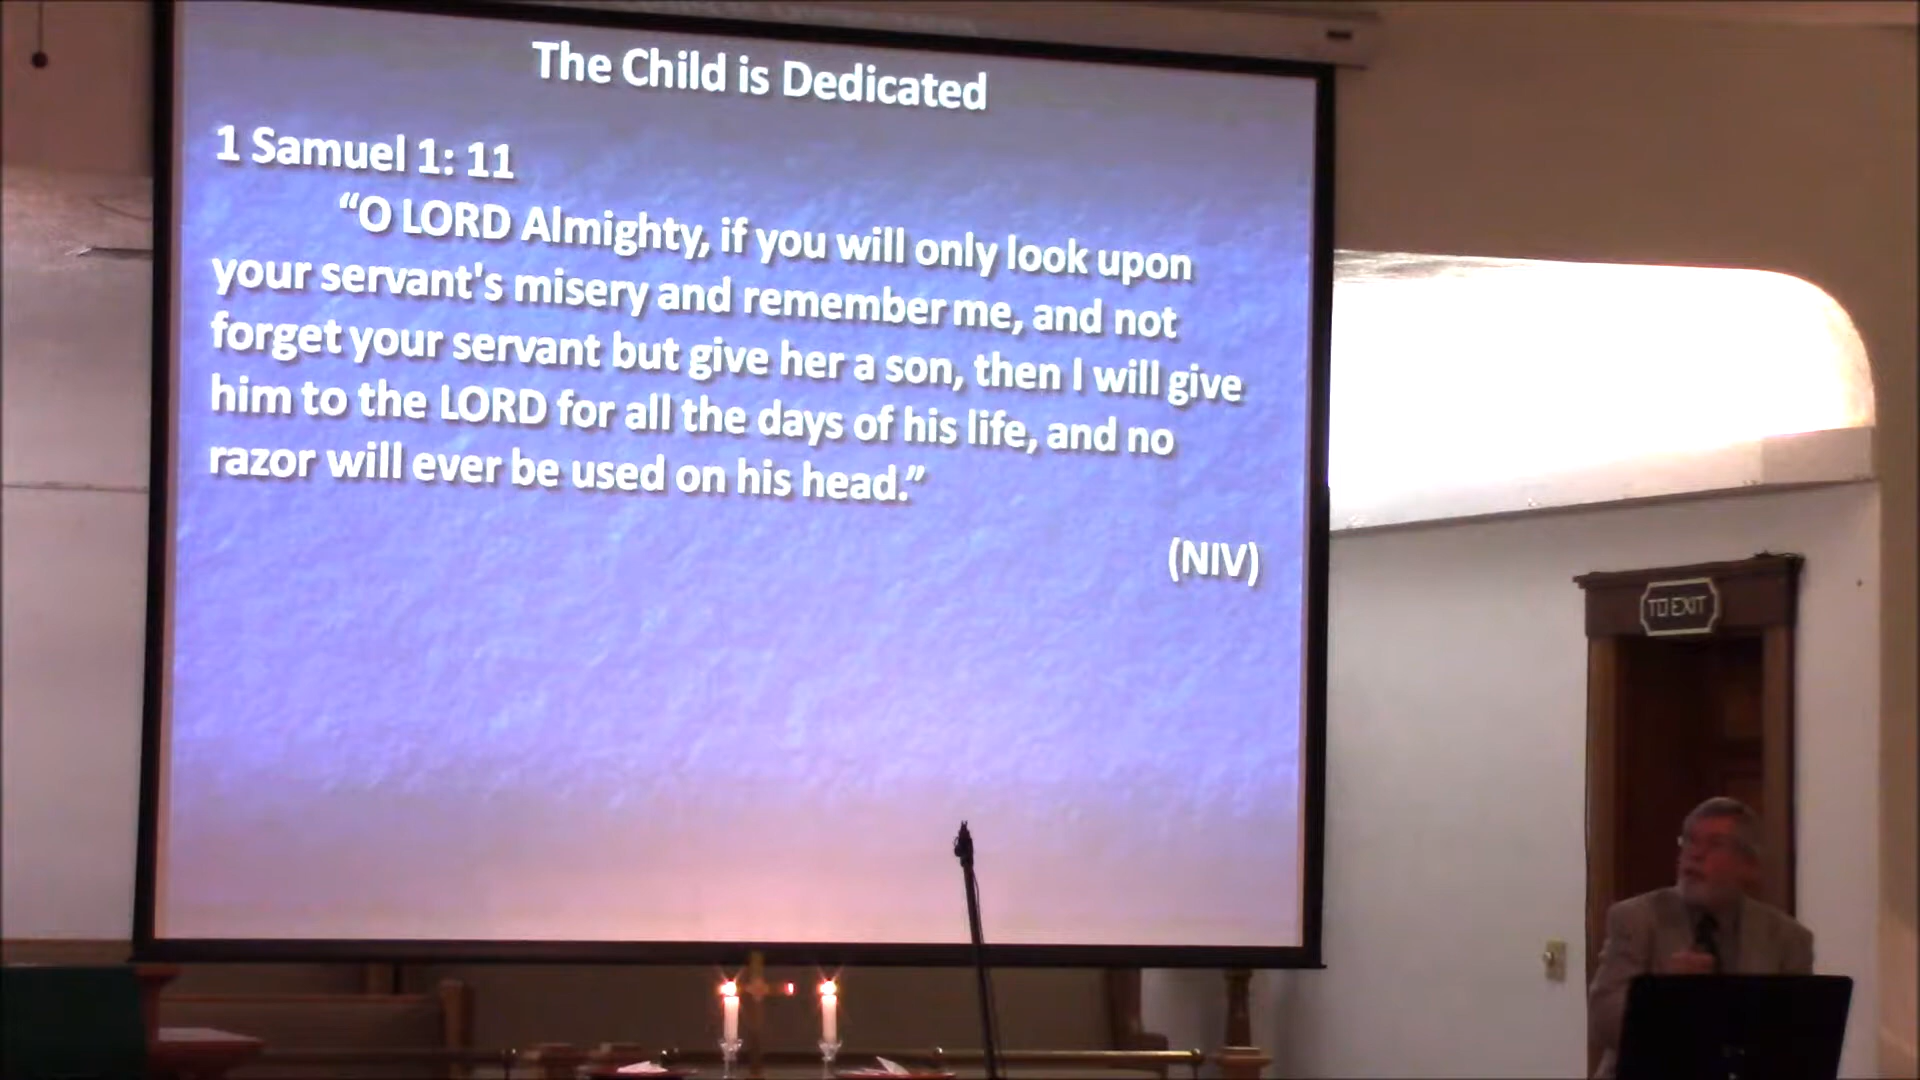 The Child is Dedicated
1 Samuel 1: 11
“O LORD Almighty, if you will only look upon
your servant's misery and remember me, and not
forget your servant but give her a son, then I will give
him to the LORD for all the days of his life, and no
razor will ever be used on his head.”
(NIV)
TO EXIT